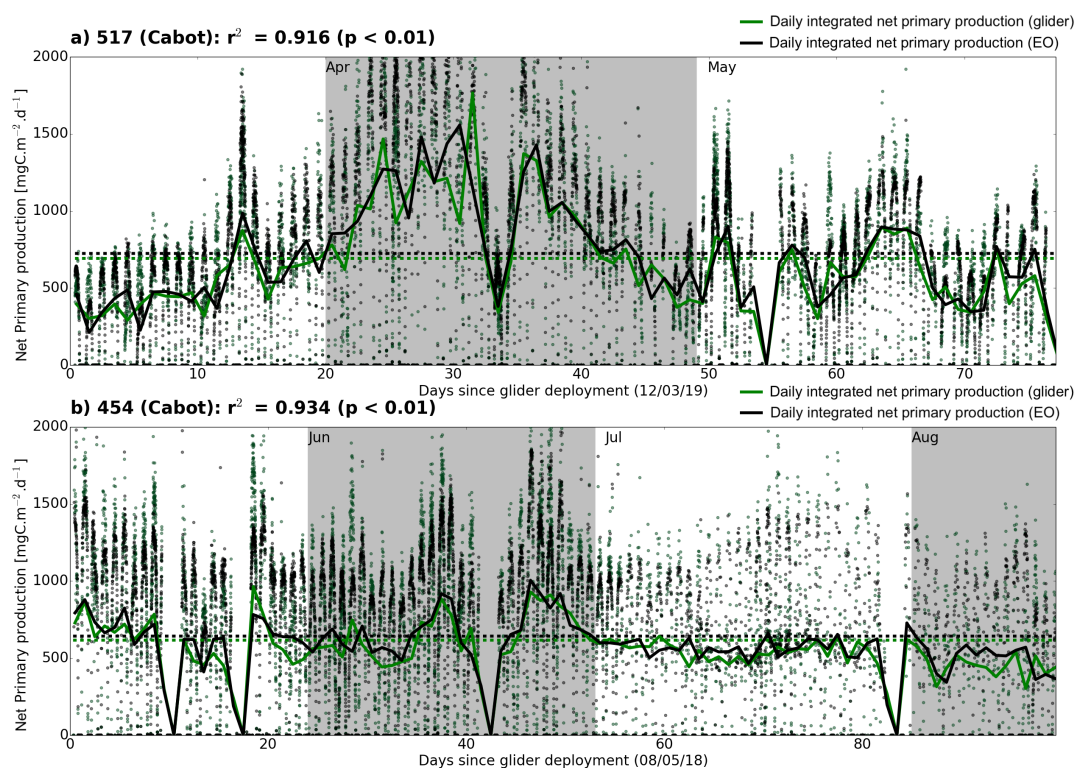 Daily integrated net primary production (glider)
Daily integrated net primary production (EO)
a) 517 (Cabot): r² = 0.916 (p < 0.01)
Net Primary production [mgC.m⁻².d⁻¹]
2000
1500
1000
500
0
Apr
May
0 10 20 30 40 50 60 70
Days since glider deployment (12/03/19)
Daily integrated net primary production (glider)
Daily integrated net primary production (EO)
b) 454 (Cabot): r² = 0.934 (p < 0.01)
Net Primary production [mgC.m⁻².d⁻¹]
2000
1500
1000
500
0
Jun
Jul
Aug
0 20 40 60 80
Days since glider deployment (08/05/18)